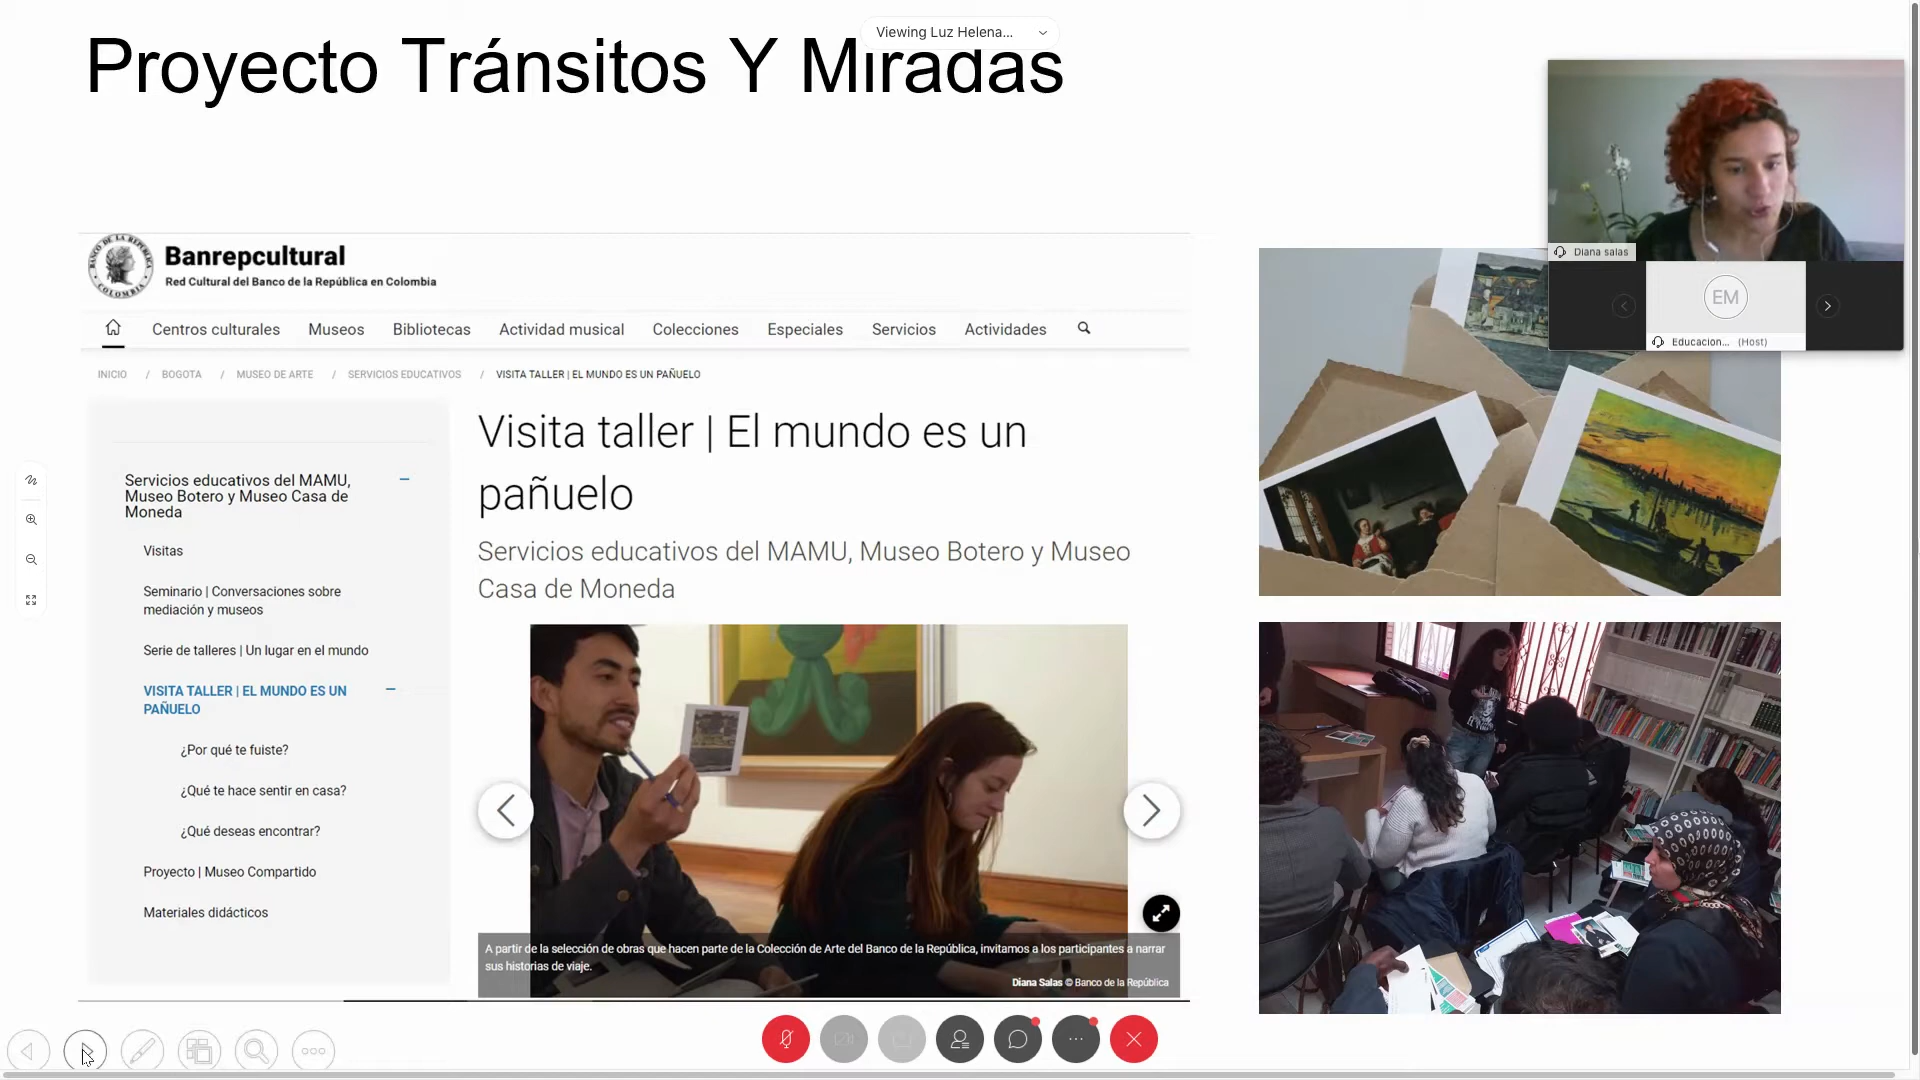 Proyecto Tránsitos Y Miradas
Viewing Luz Helena...
Diana salas
EM
Educacion... (Host)
BANCO DE LA REPÚBLICA
COLOMBIA
Banrepcultural
Red Cultural del Banco de la República en Colombia
Centros culturales Museos Bibliotecas Actividad musical Colecciones Especiales Servicios Actividades
INICIO / BOGOTA / MUSEO DE ARTE / SERVICIOS EDUCATIVOS / VISITA TALLER | EL MUNDO ES UN PAÑUELO
Servicios educativos del MAMU,
Museo Botero y Museo Casa de
Moneda
Visitas
Seminario | Conversaciones sobre
mediación y museos
Serie de talleres | Un lugar en el mundo
VISITA TALLER | EL MUNDO ES UN
PAÑUELO
¿Por qué te fuiste?
¿Qué te hace sentir en casa?
¿Qué deseas encontrar?
Proyecto | Museo Compartido
Materiales didácticos
Visita taller | El mundo es un
pañuelo
Servicios educativos del MAMU, Museo Botero y Museo
Casa de Moneda
A partir de la selección de obras que hacen parte de la Colección de Arte del Banco de la República, invitamos a los participantes a narrar
sus historias de viaje.
Diana Salas © Banco de la República